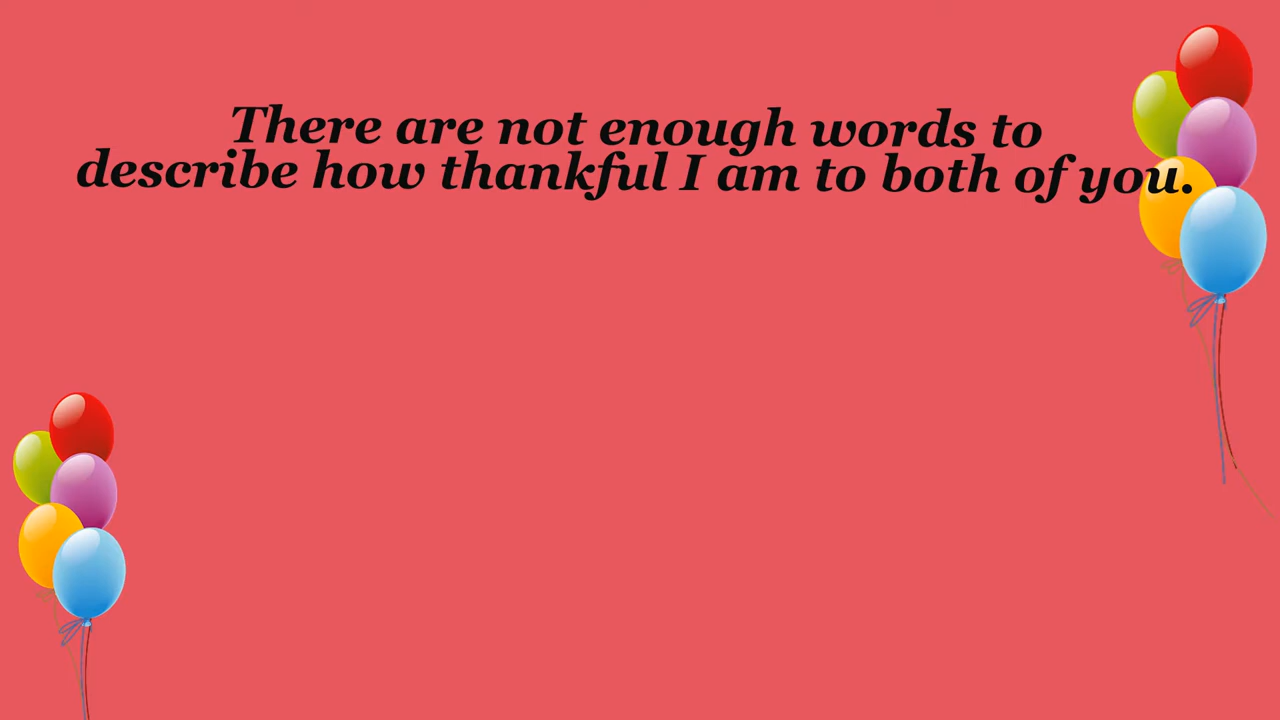 There are not enough words to
describe how thankful I am to both of you.